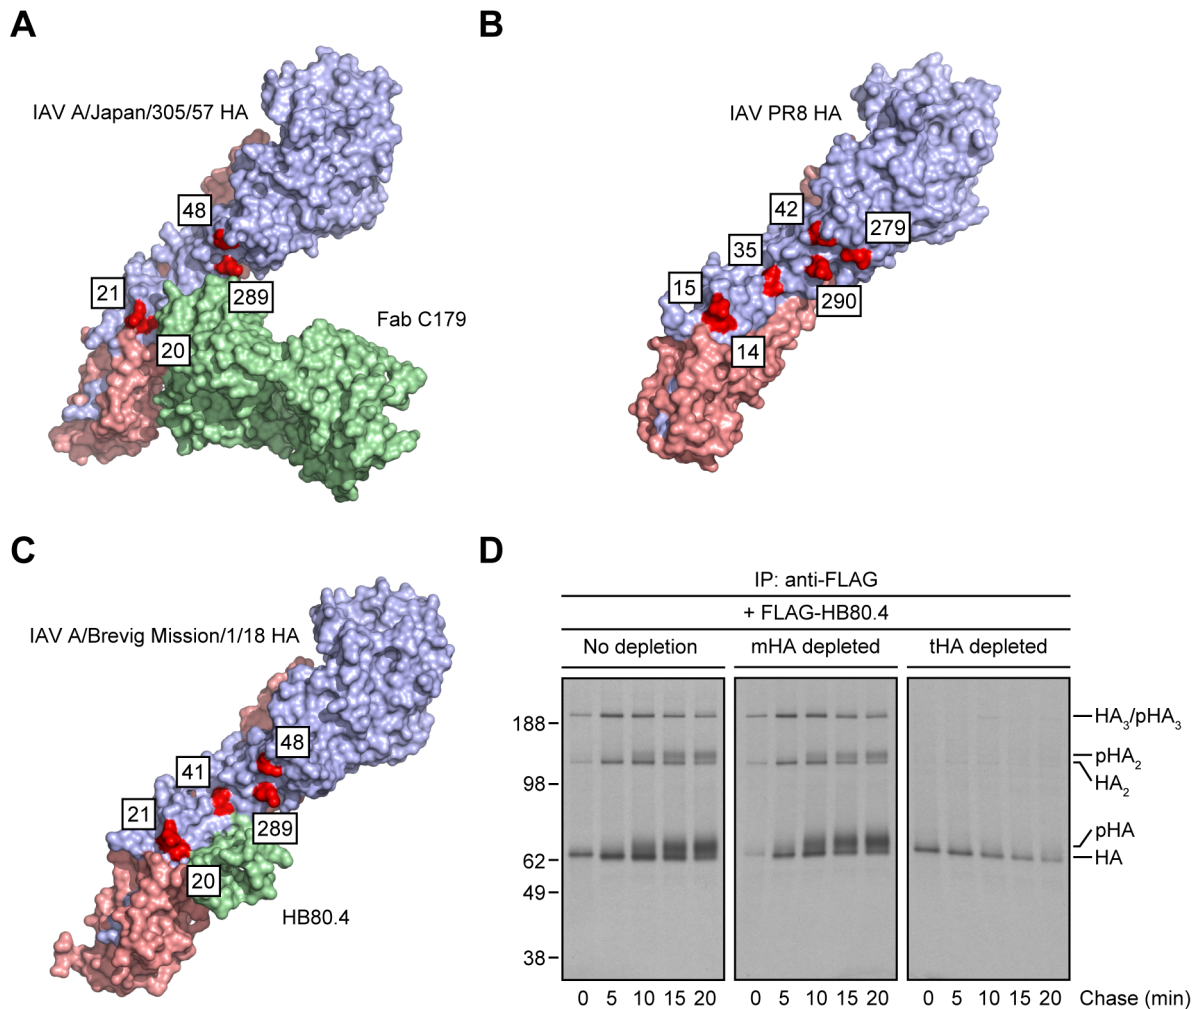 A
IAV A/Japan/305/57 HA
48
21
289
20
Fab C179
B
IAV PR8 HA
42
279
35
15
290
14
C
IAV A/Brevig Mission/1/18 HA
48
41
21
289
20
HB80.4
D
IP: anti-FLAG
+ FLAG-HB80.4
No depletion mHA depleted tHA depleted
188
98
62
49
38
HA3/pHA3
pHA2
HA2
pHA
HA
0 5 10 15 20 0 5 10 15 20 0 5 10 15 20 Chase (min)